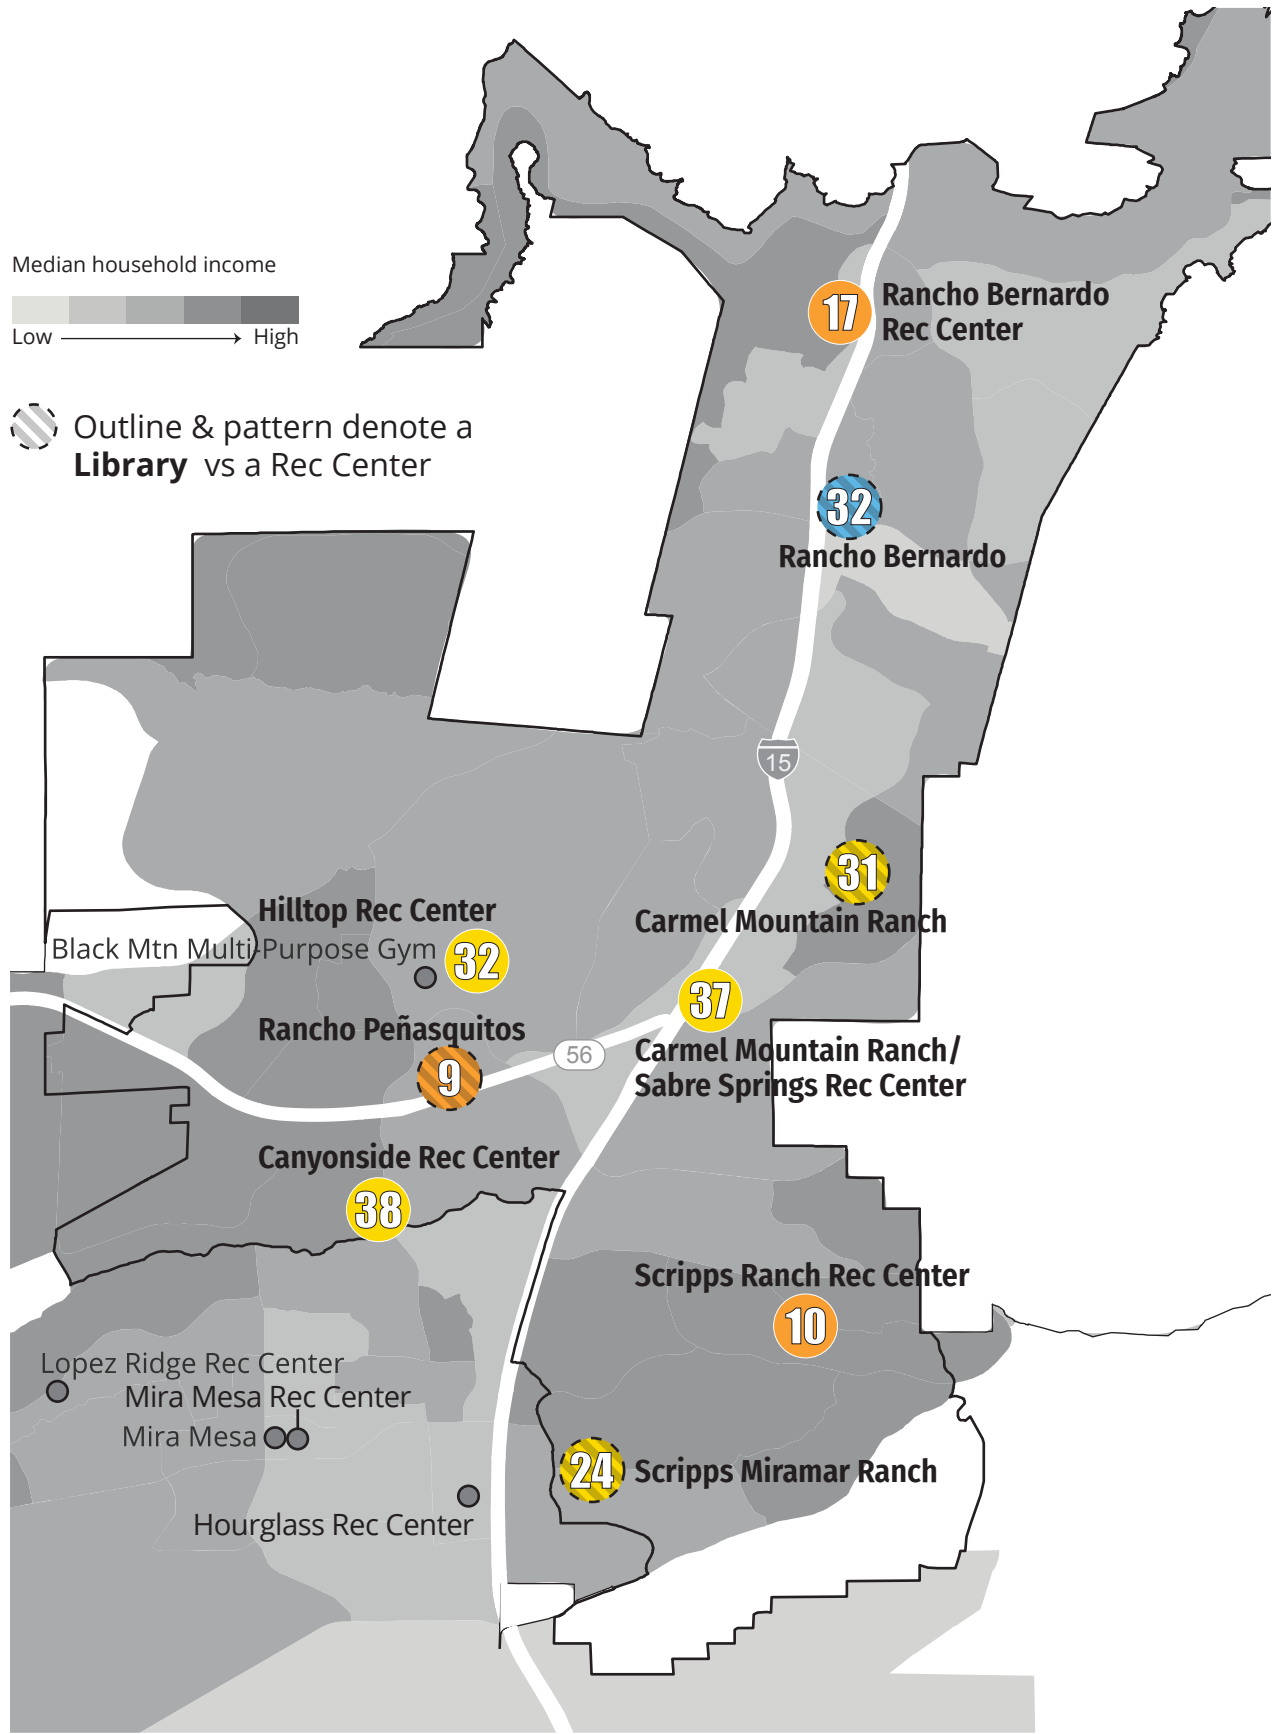 Median household income
Low
High
Outline & pattern denote a
Library vs a Rec Center
17
Rancho Bernardo
Rec Center
32
Rancho Bernardo
15
31
Carmel Mountain Ranch
Hilltop Rec Center
Black Mtn Multi-Purpose Gym
32
37
Rancho Peñasquitos
56
Carmel Mountain Ranch/
Sabre Springs Rec Center
9
Canyonside Rec Center
38
Scripps Ranch Rec Center
10
Lopez Ridge Rec Center
Mira Mesa Rec Center
Mira Mesa
24
Scripps Miramar Ranch
Hourglass Rec Center